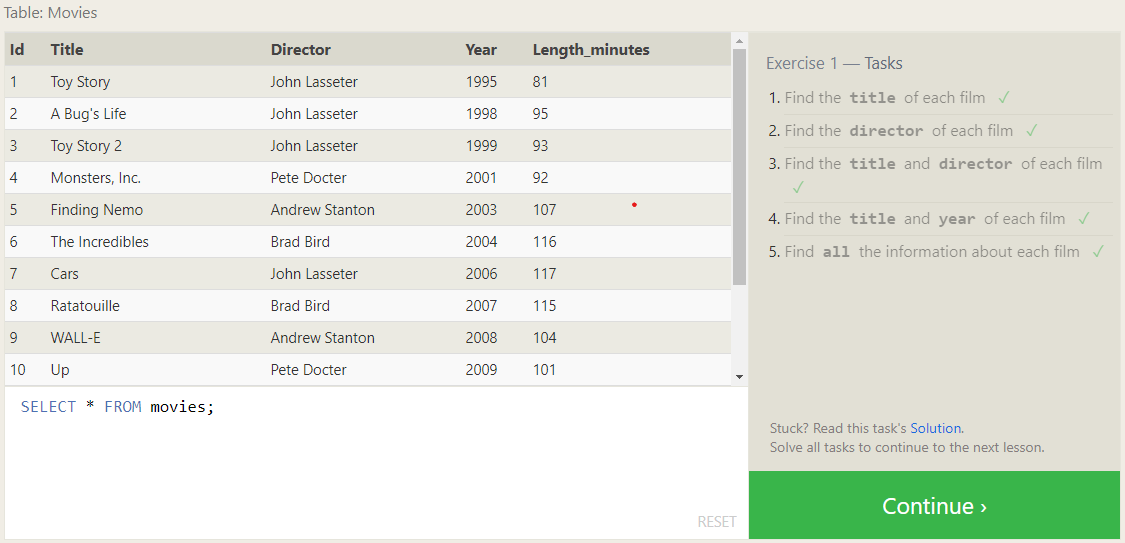 Table: Movies
Id Title Director Year Length_minutes
1 Toy Story John Lasseter 1995 81
2 A Bug's Life John Lasseter 1998 95
3 Toy Story 2 John Lasseter 1999 93
4 Monsters, Inc. Pete Docter 2001 92
5 Finding Nemo Andrew Stanton 2003 107
6 The Incredibles Brad Bird 2004 116
7 Cars John Lasseter 2006 117
8 Ratatouille Brad Bird 2007 115
9 WALL-E Andrew Stanton 2008 104
10 Up Pete Docter 2009 101
SELECT * FROM movies;
RESET
Exercise 1 — Tasks
1. Find the title of each film ✓
2. Find the director of each film ✓
3. Find the title and director of each film
✓
4. Find the title and year of each film ✓
5. Find all the information about each film ✓
Stuck? Read this task's Solution.
Solve all tasks to continue to the next lesson.
Continue ›